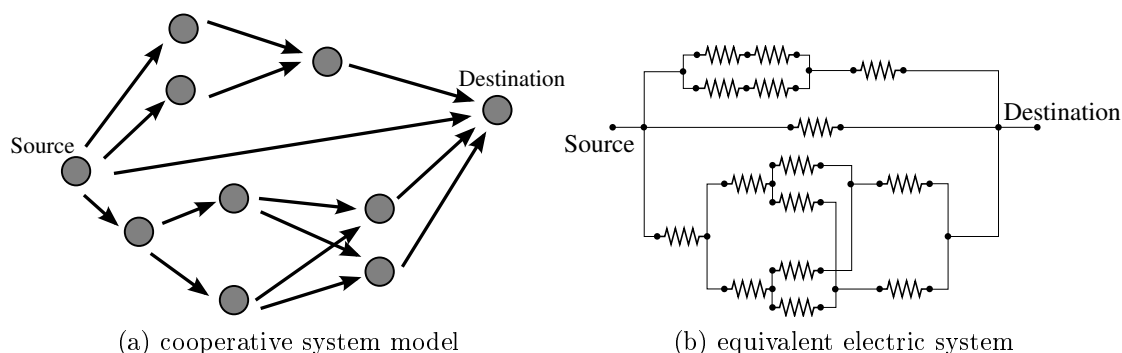 Destination
Source
Destination
Source
(a) cooperative system model
(b) equivalent electric system